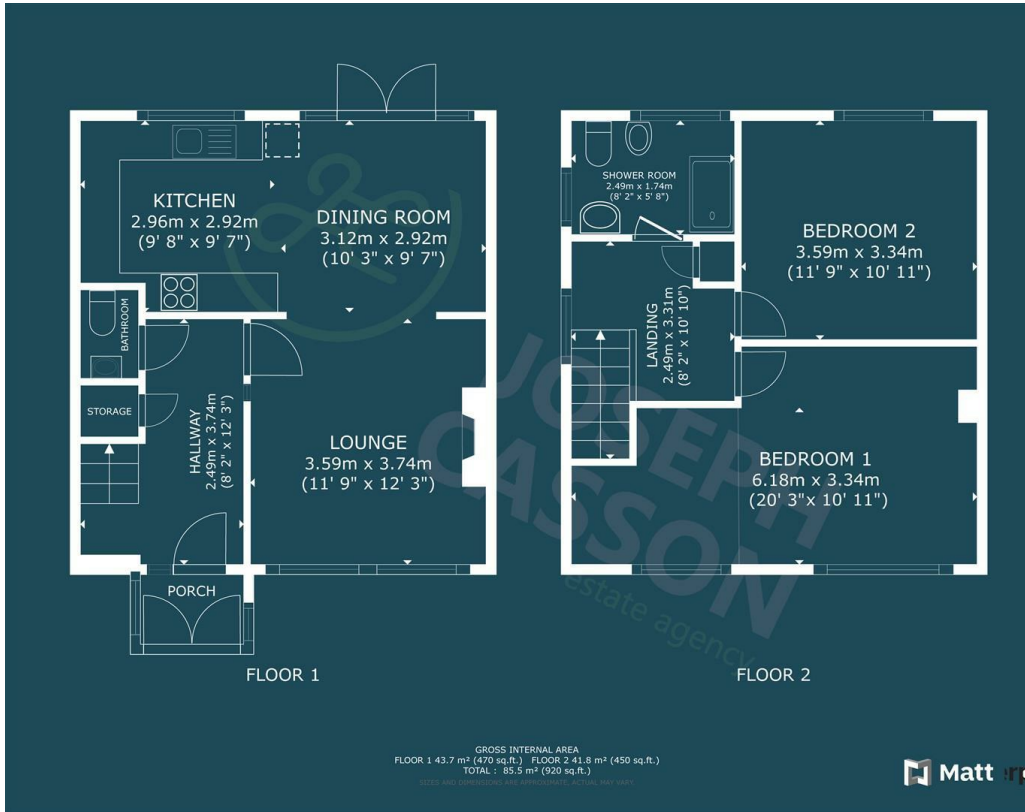 KITCHEN
2.96m x 2.92m
(9' 8" x 9' 7")
DINING ROOM
3.12m x 2.92m
(10' 3" x 9' 7")
BATHROOM
STORAGE
HALLWAY
2.49m x 3.74m
(8' 2" x 12' 3")
LOUNGE
3.59m x 3.74m
(11' 9" x 12' 3")
PORCH
FLOOR 1
SHOWER ROOM
2.49m x 1.74m
(8' 2" x 5' 8")
BEDROOM 2
3.59m x 3.34m
(11' 9" x 10' 11")
LANDING
2.49m x 3.31m
(8' 2" x 10' 10")
BEDROOM 1
6.18m x 3.34m
(20' 3"x 10' 11")
FLOOR 2
JOSEPH
CASSON
estate agency
GROSS INTERNAL AREA
FLOOR 1 43.7 m² (470 sq.ft.) FLOOR 2 41.8 m² (450 sq.ft.)
TOTAL : 85.5 m² (920 sq.ft.)
SIZES AND DIMENSIONS ARE APPROXIMATE, ACTUAL MAY VARY.
Matt